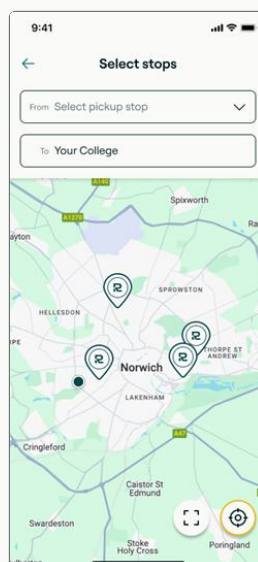 9:41
Select stops
From Select pickup stop
To Your College
A140
Spixworth
A1270
Ra
ayton
SPROWSTON
HELLESDON
PE
THORPE ST
ANDREW
Norwich
LAKENHAM
A47
Cringleford
Caistor St
Edmund
Swardeston
Stoke
Holy Cross
Poringland